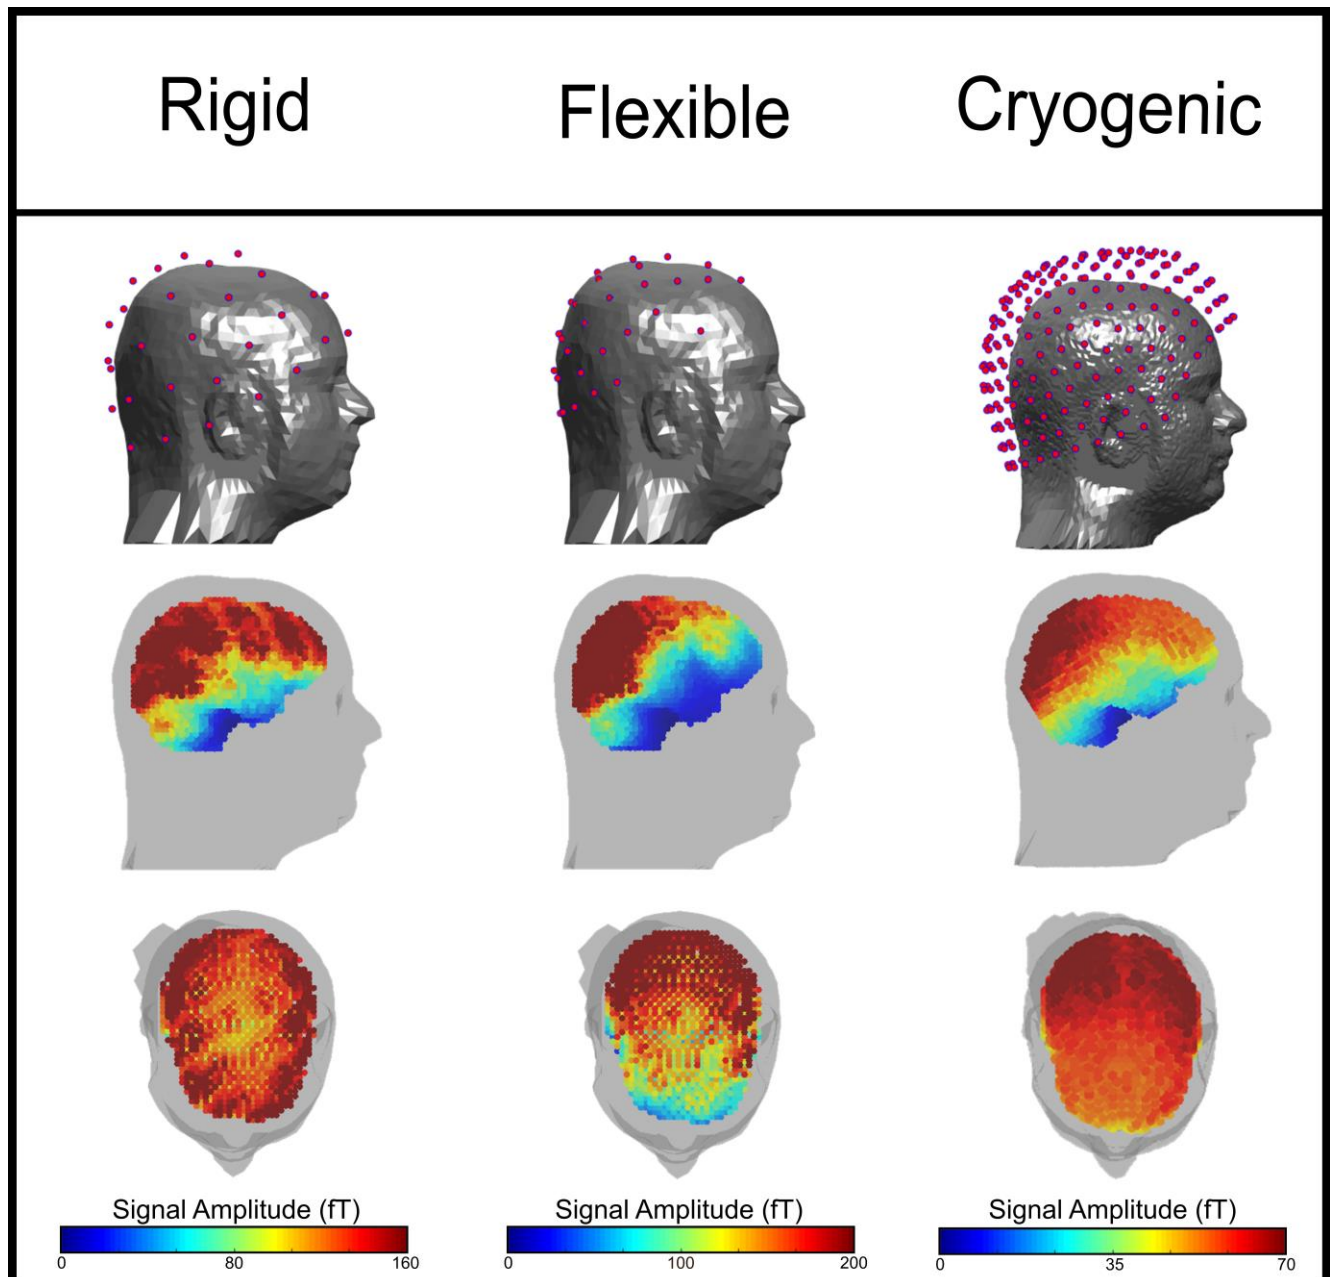 Rigid Flexible Cryogenic
Signal Amplitude (fT) Signal Amplitude (fT) Signal Amplitude (fT)
0 80 160 0 100 200 0 35 70